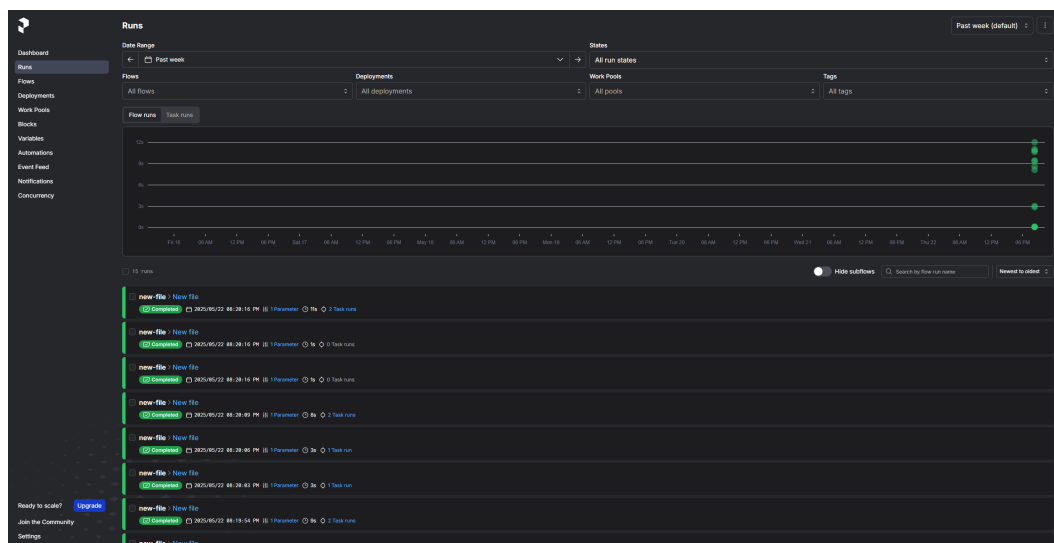 Runs
Past week (default)
Dashboard
Runs
Flows
Deployments
Work Pools
Blocks
Variables
Automations
Event Feed
Notifications
Concurrency
Date Range
States
Past week
All run states
Flows
Deployments
Work Pools
Tags
All flows
All deployments
All pools
All tags
Flow runs Task runs
12s
9s
6s
3s
0s
Fri 16 06 AM 12 PM 06 PM Sat 17 06 AM 12 PM 06 PM May 18 06 AM 12 PM 06 PM Mon 19 06 AM 12 PM 06 PM Tue 20 06 AM 12 PM 06 PM Wed 21 06 AM 12 PM 06 PM Thu 22 06 AM 12 PM 06 PM
15 runs
Hide subflows
Search by flow run name
Newest to oldest
new-file > New file
Completed 2025/05/22 08:20:16 PM 1 Parameter 11s 2 Task runs
new-file > New file
Completed 2025/05/22 08:20:16 PM 1 Parameter 1s 0 Task runs
new-file > New file
Completed 2025/05/22 08:20:16 PM 1 Parameter 1s 0 Task runs
new-file > New file
Completed 2025/05/22 08:20:09 PM 1 Parameter 8s 2 Task runs
new-file > New file
Completed 2025/05/22 08:20:06 PM 1 Parameter 3s 1 Task run
new-file > New file
Completed 2025/05/22 08:20:03 PM 1 Parameter 3s 1 Task run
new-file > New file
Completed 2025/05/22 08:19:54 PM 1 Parameter 9s 2 Task runs
new-file > New file
Ready to scale? Upgrade
Join the Community
Settings